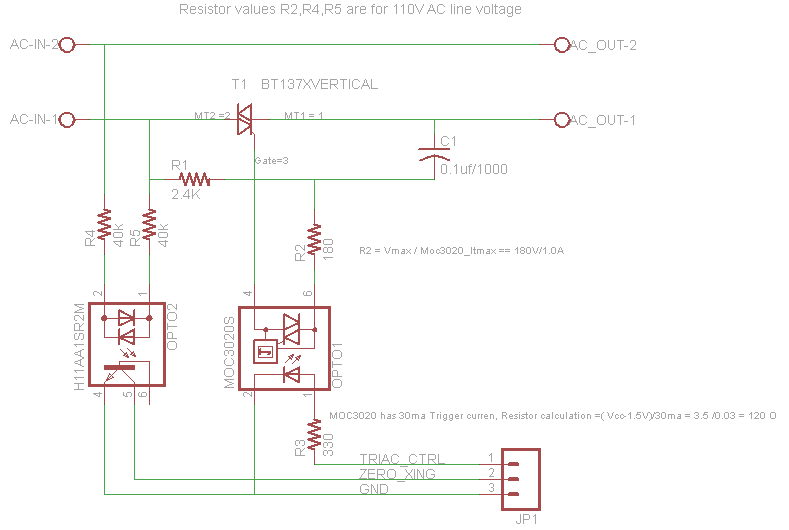 Resistor values R2,R4,R5 are for 110V AC line voltage
AC-IN-2
AC_OUT-2
T1 BT137XVERTICAL
AC-IN-1
MT2 =2
MT1 = 1
AC_OUT-1
C1
0.1uf/1000
Gate=3
R1
2.4K
R4
40k
R5
40k
R2
180
R2 = Vmax / Moc3020_Itmax == 180V/1.0A
2
1
4
6
H11AA1SR2M
OPTO2
MOC3020S
OPTO1
4
5
6
2
1
MOC3020 has 30ma Trigger curren, Resistor calculation =( Vcc-1.5V)/30ma = 3.5 /0.03 = 120 O
R3
330
TRIAC_CTRL
1
ZERO_XING
2
GND
3
JP1